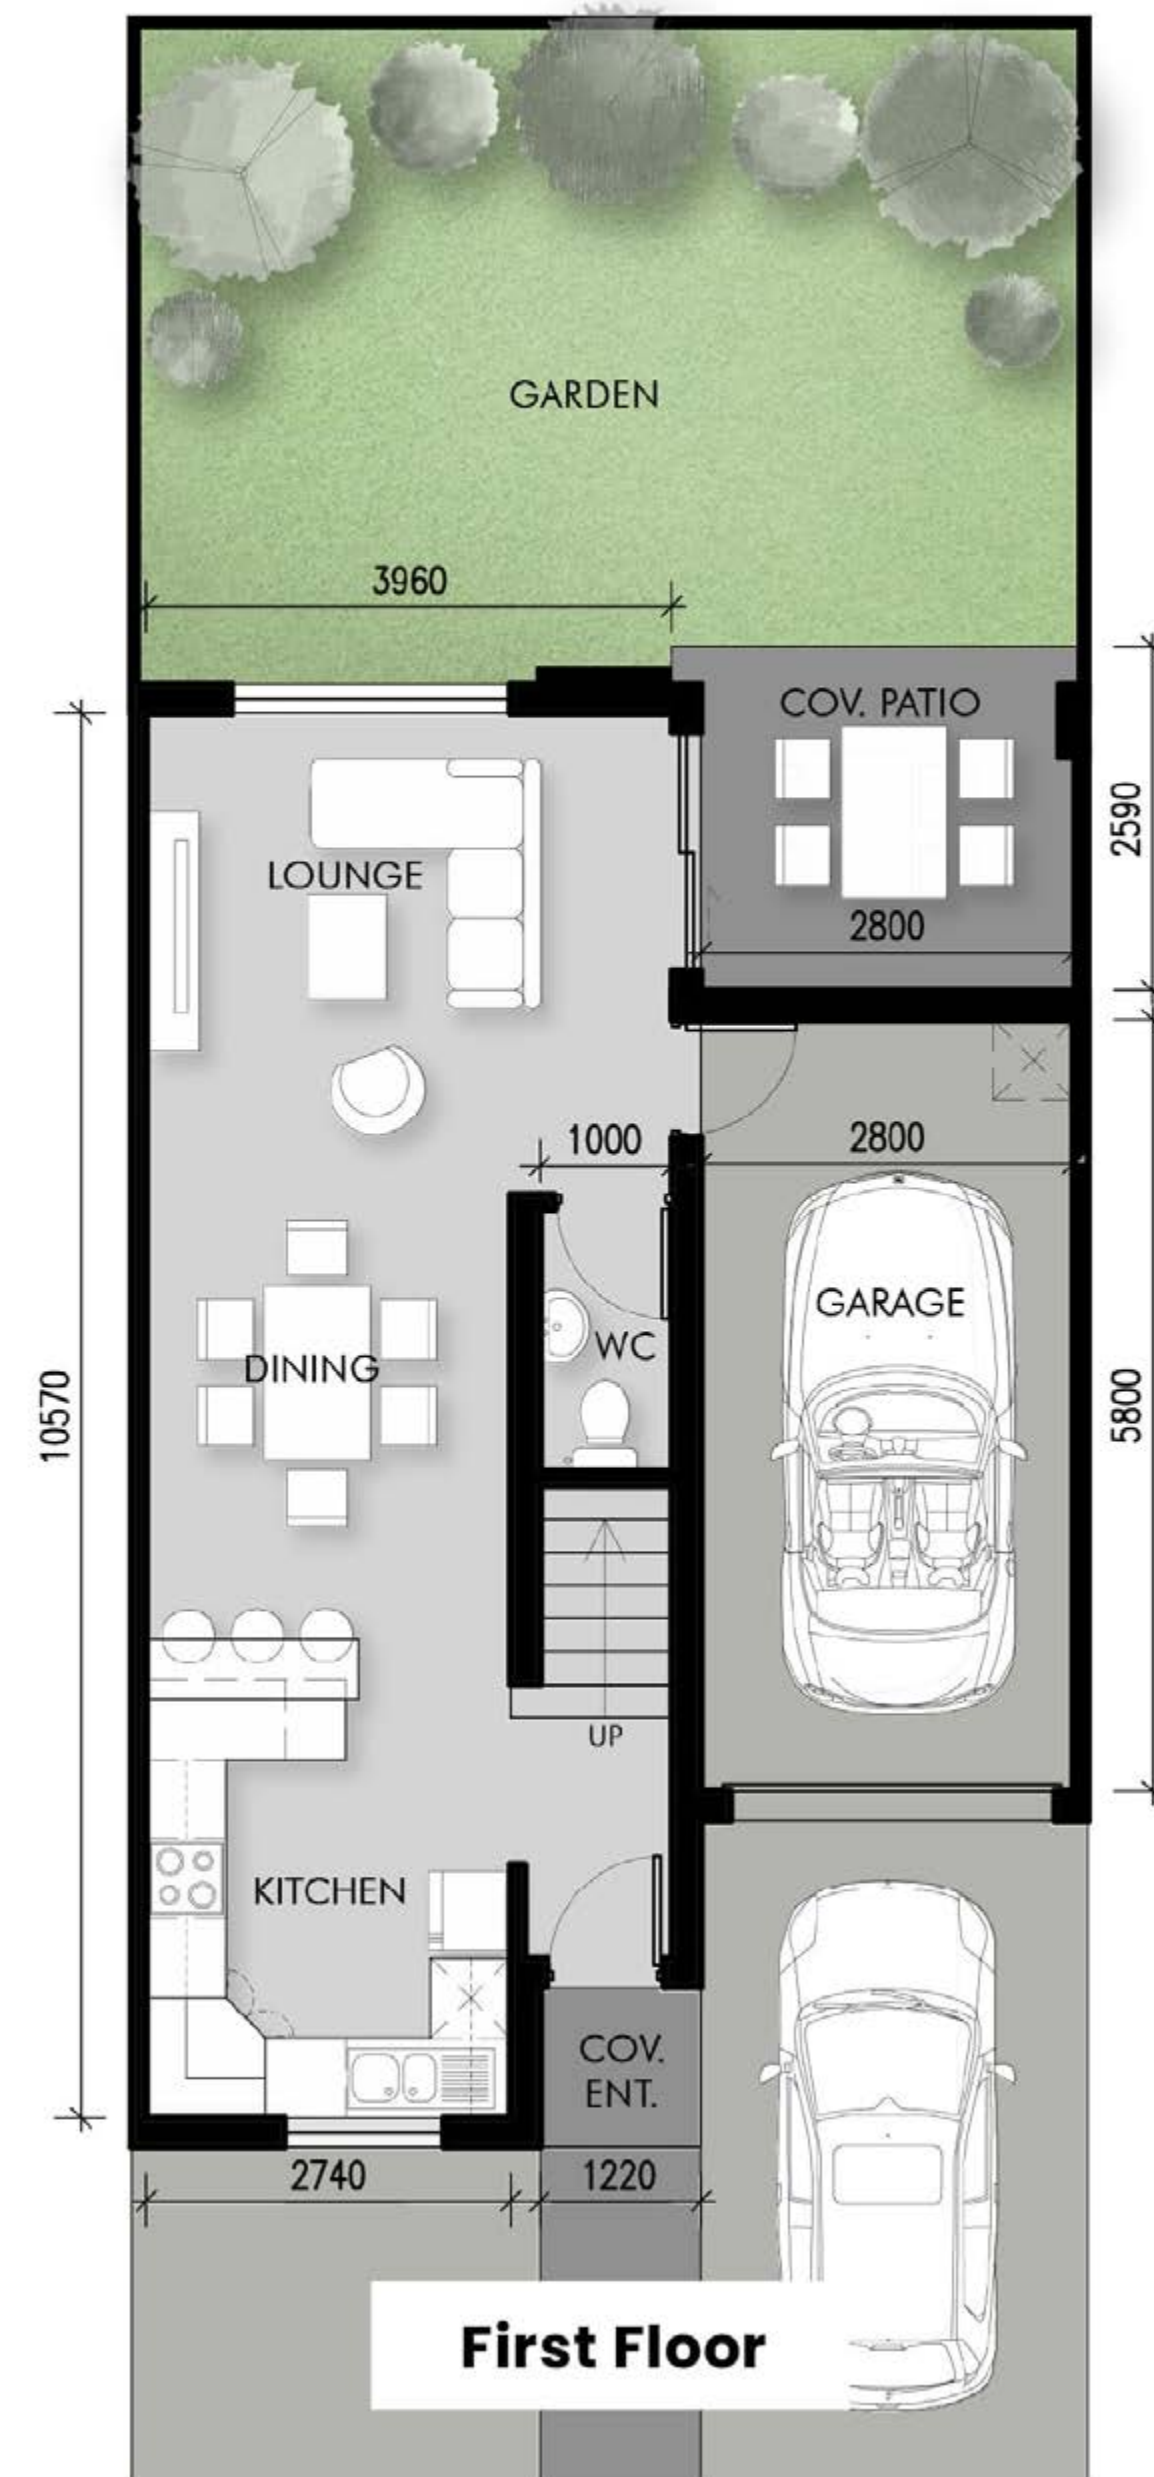 GARDEN
3960
COV. PATIO
2590
2800
LOUNGE
1000
2800
GARAGE
WC
DINING
10570
5800
UP
KITCHEN
COV.
ENT.
2740
1220
First Floor